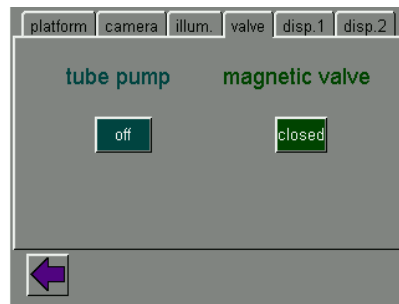 platform camera illum. valve disp.1 disp.2
tube pump magnetic valve
off closed